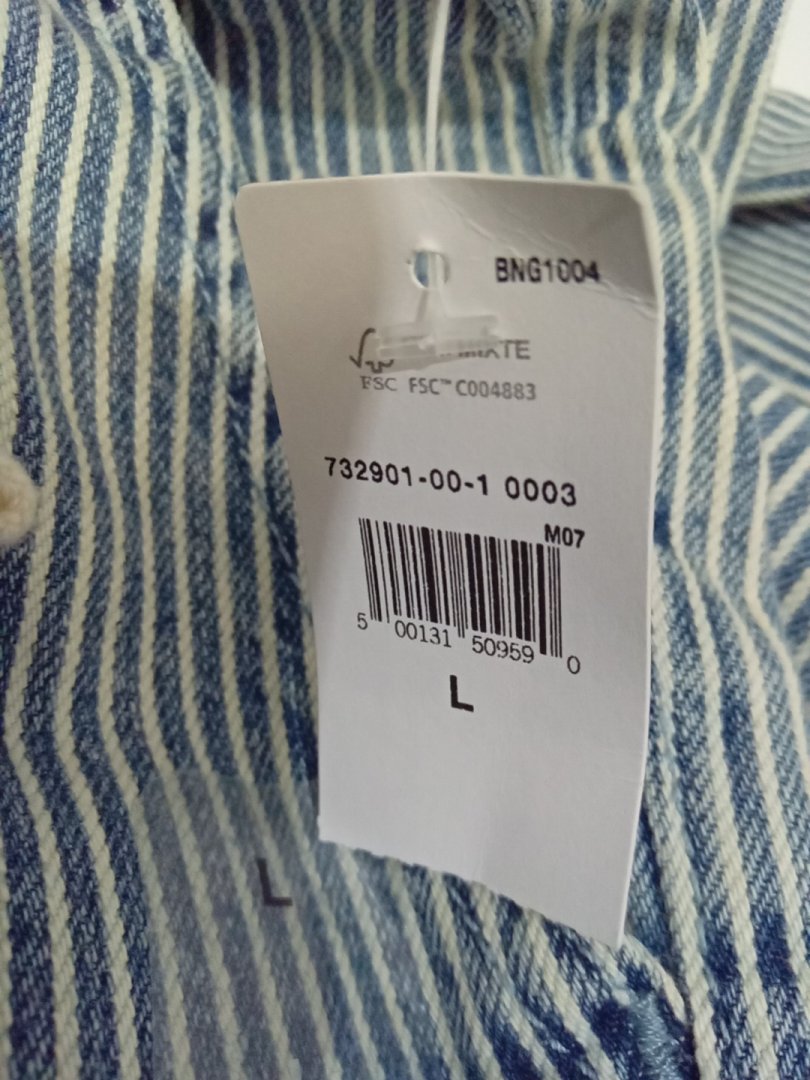 BNG1004
FSC FSC™ C004883
732901-00-1 0003
M07
5 00131 50959 0
L
L